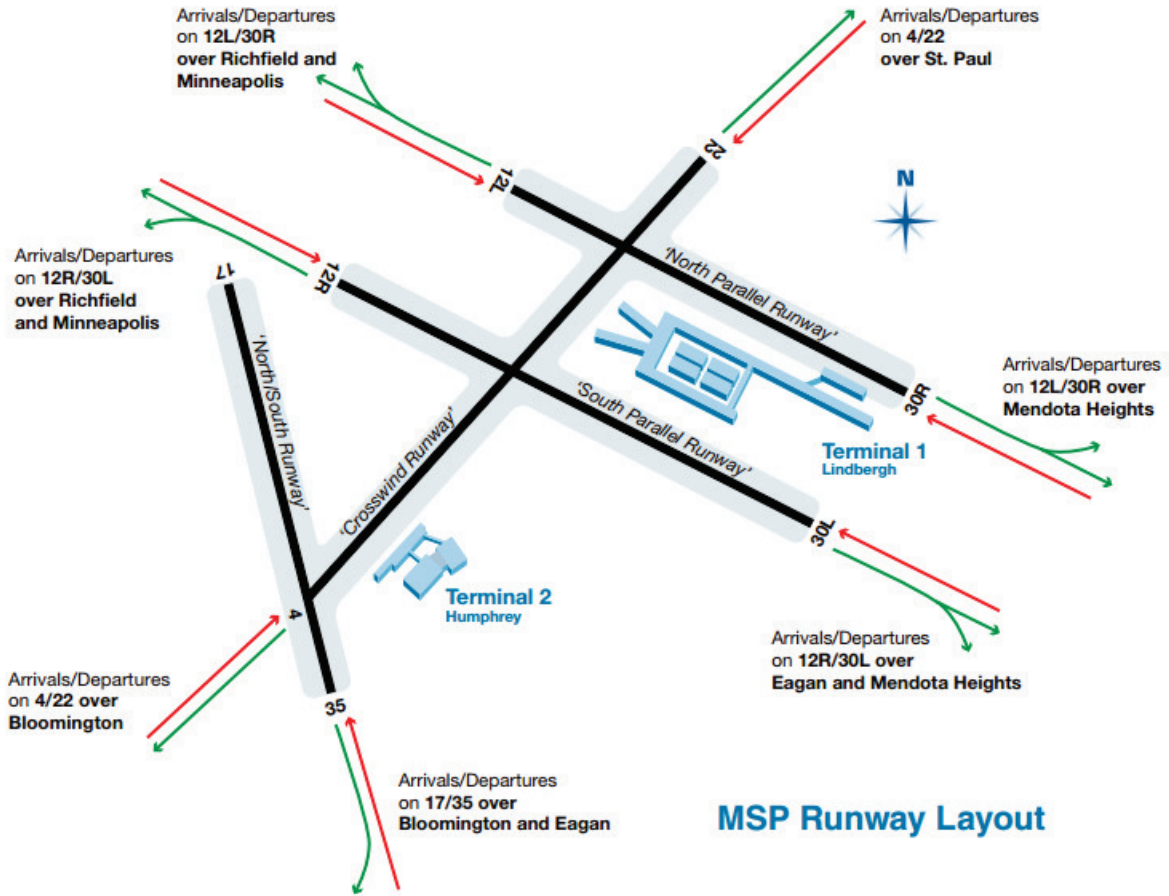 Arrivals/Departures
on 12L/30R
over Richfield and
Minneapolis
Arrivals/Departures
on 4/22
over St. Paul
22
12L
N
Arrivals/Departures
on 12R/30L
over Richfield
and Minneapolis
17
12R
'North Parallel Runway'
'North/South Runway'
'Crosswind Runway'
'South Parallel Runway'
30R
Arrivals/Departures
on 12L/30R over
Mendota Heights
Terminal 1
Lindbergh
30L
Terminal 2
Humphrey
4
Arrivals/Departures
on 12R/30L over
Eagan and Mendota Heights
Arrivals/Departures
on 4/22 over
Bloomington
35
Arrivals/Departures
on 17/35 over
Bloomington and Eagan
MSP Runway Layout